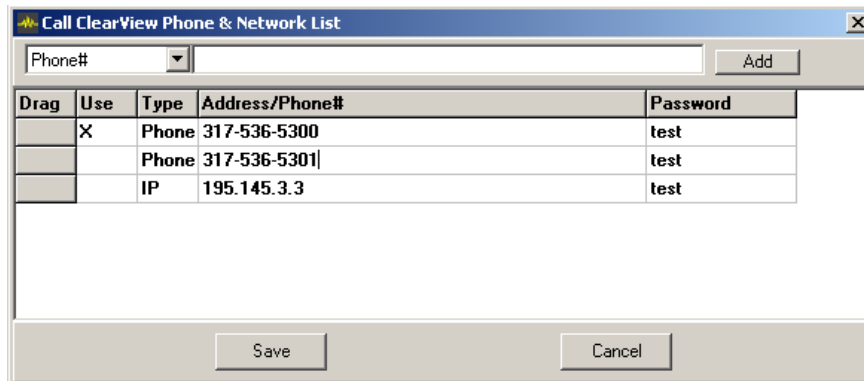 Call ClearView Phone & Network List
Phone# Add
Drag Use Type Address/Phone# Password
X Phone 317-536-5300 test
Phone 317-536-5301 test
IP 195.145.3.3 test
Save Cancel